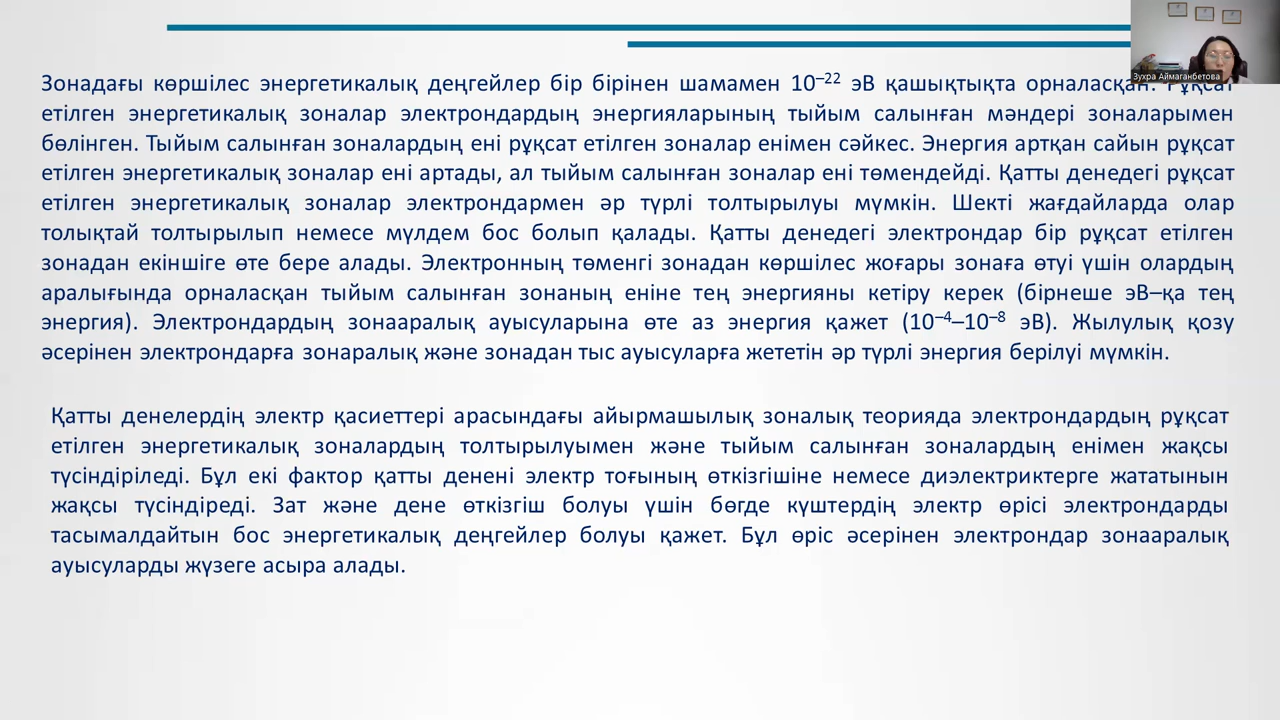 Зонадағы көршілес энергетикалық деңгейлер бір бірінен шамамен 10⁻²² эВ қашықтықта орналасқан. Рұқсат
етілген энергетикалық зоналар электрондардың энергияларының тыйым салынған мәндері зоналарымен
бөлінген. Тыйым салынған зоналардың ені рұқсат етілген зоналар енімен сәйкес. Энергия артқан сайын рұқсат
етілген энергетикалық зоналар ені артады, ал тыйым салынған зоналар ені төмендейді. Қатты денедегі рұқсат
етілген энергетикалық зоналар электрондармен әр түрлі толтырылуы мүмкін. Шекті жағдайларда олар
толықтай толтырылып немесе мүлдем бос болып қалады. Қатты денедегі электрондар бір рұқсат етілген
зонадан екіншіге өте бере алады. Электронның төменгі зонадан көршілес жоғары зонаға өтуі үшін олардың
аралығында орналасқан тыйым салынған зонаның еніне тең энергияны кетіру керек (бірнеше эВ–қа тең
энергия). Электрондардың зонааралық ауысуларына өте аз энергия қажет (10⁻⁴–10⁻⁸ эВ). Жылулық қозу
әсерінен электрондарға зонаралық және зонадан тыс ауысуларға жететін әр түрлі энергия берілуі мүмкін.
Қатты денелердің электр қасиеттері арасындағы айырмашылық зоналық теорияда электрондардың рұқсат
етілген энергетикалық зоналардың толтырылуымен және тыйым салынған зоналардың енімен жақсы
түсіндіріледі. Бұл екі фактор қатты денені электр тоғының өткізгішіне немесе диэлектриктерге жататынын
жақсы түсіндіреді. Зат және дене өткізгіш болуы үшін бөгде күштердің электр өрісі электрондарды
тасымалдайтын бос энергетикалық деңгейлер болуы қажет. Бұл өріс әсерінен электрондар зонааралық
ауысуларды жүзеге асыра алады.
Зухра Аймаганбетова